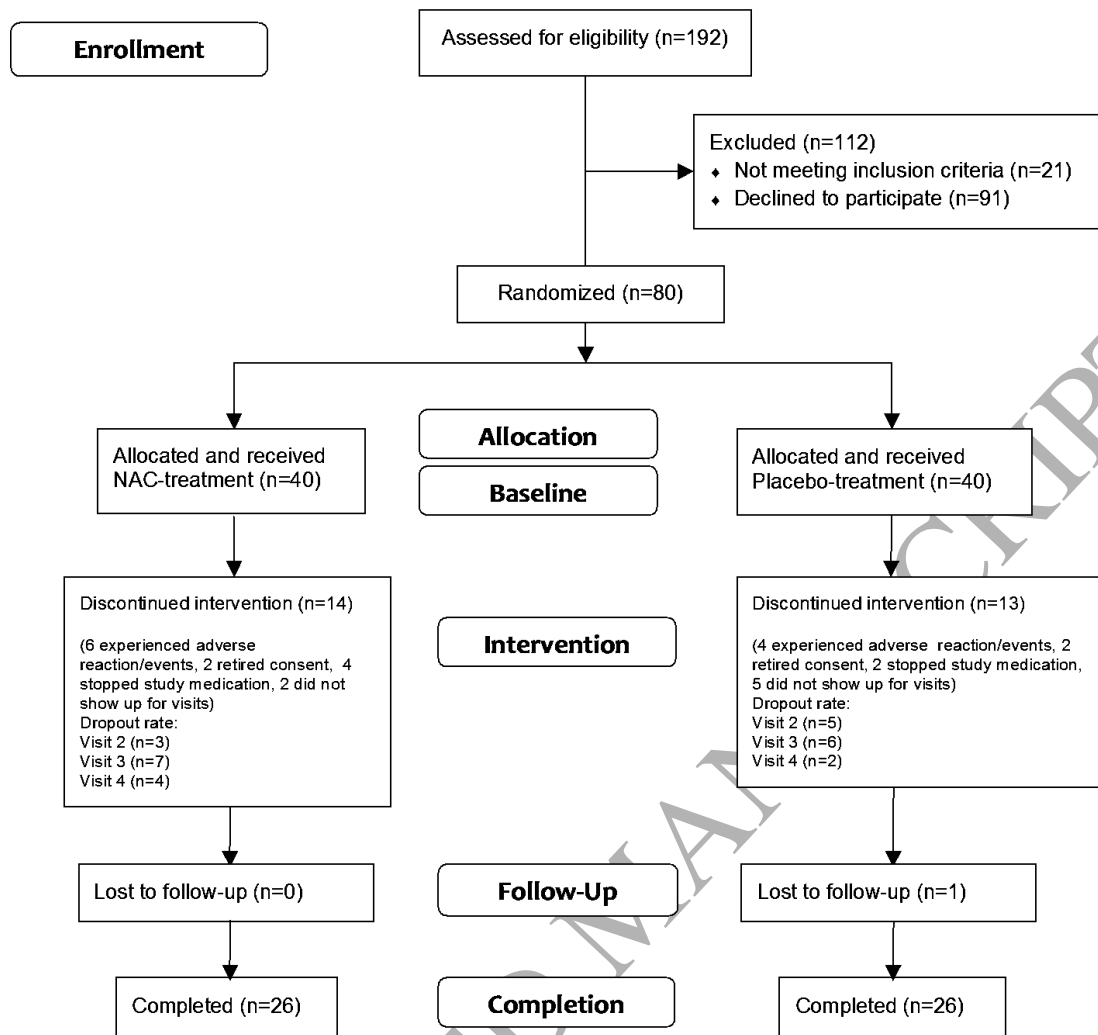 Enrollment
Assessed for eligibility (n=192)
Excluded (n=112)
♦ Not meeting inclusion criteria (n=21)
♦ Declined to participate (n=91)
Randomized (n=80)
Allocation
Baseline
Allocated and received
NAC-treatment (n=40)
Allocated and received
Placebo-treatment (n=40)
Intervention
Discontinued intervention (n=14)
(6 experienced adverse
reaction/events, 2 retired consent, 4
stopped study medication, 2 did not
show up for visits)
Dropout rate:
Visit 2 (n=3)
Visit 3 (n=7)
Visit 4 (n=4)
Discontinued intervention (n=13)
(4 experienced adverse reaction/events, 2
retired consent, 2 stopped study medication,
5 did not show up for visits)
Dropout rate:
Visit 2 (n=5)
Visit 3 (n=6)
Visit 4 (n=2)
Follow-Up
Lost to follow-up (n=0)
Lost to follow-up (n=1)
Completion
Completed (n=26)
Completed (n=26)